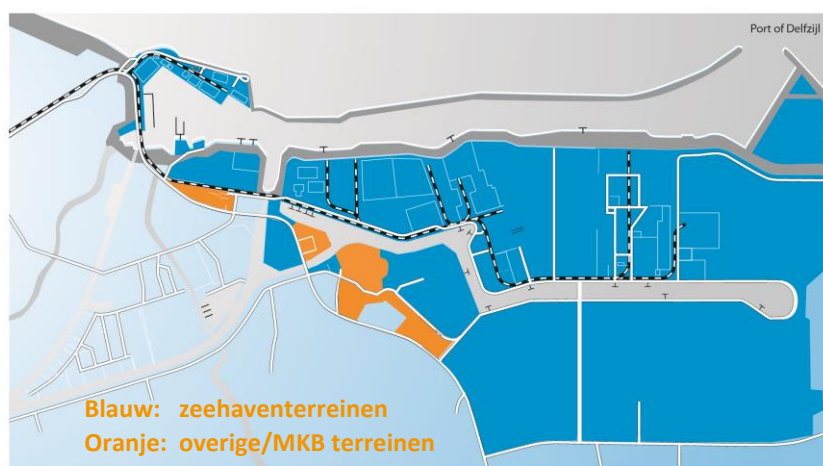 Port of Delfzijl
Blauw: zeehaventerreinen
Oranje: overige/MKB terreinen